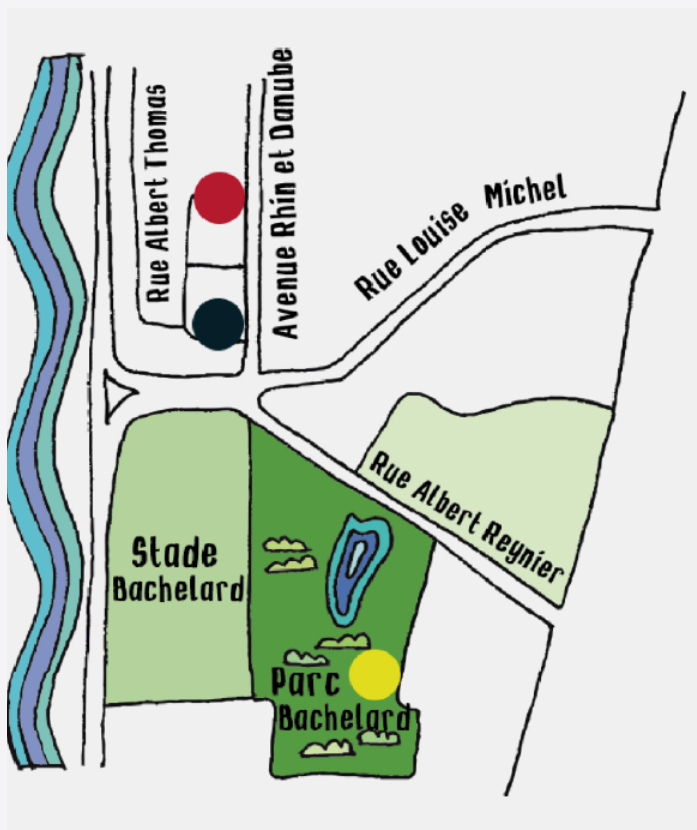 Rue Albert Thomas
Avenue Rhin et Danube
Rue Louise Michel
Rue Albert Reynier
Stade
Bachelard
Parc
Bachelard